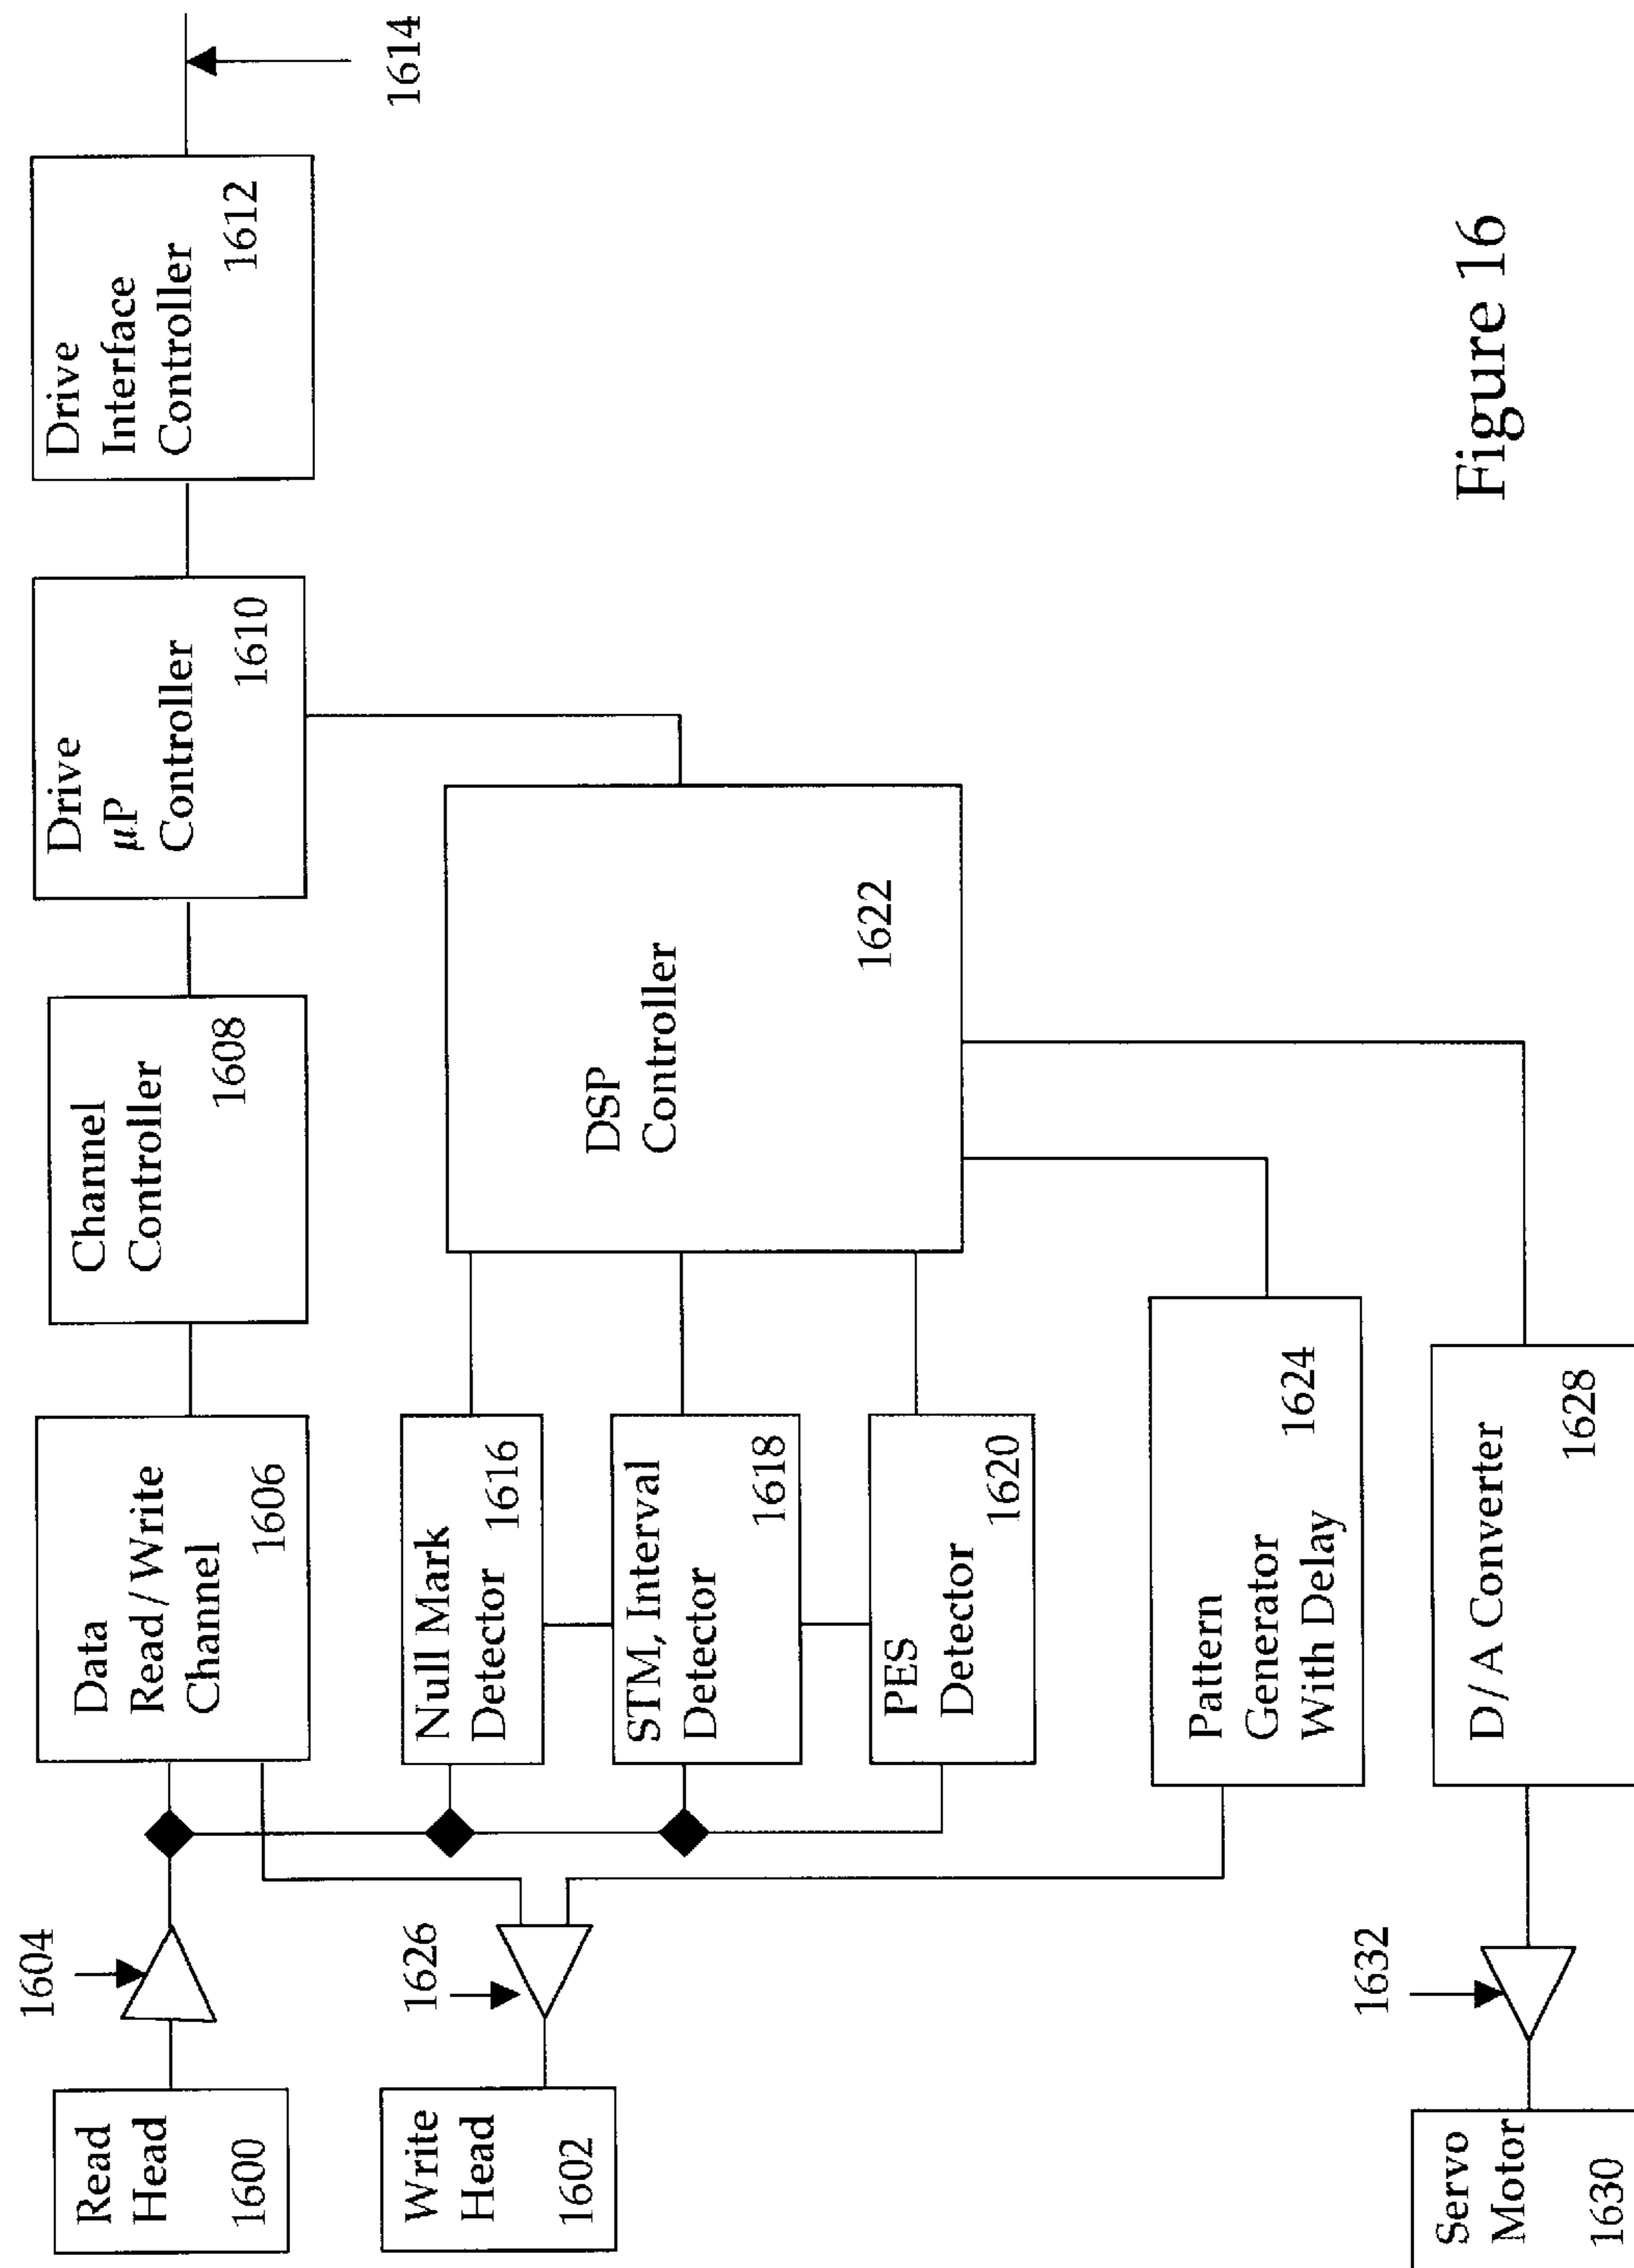 Read
Head
1600
1604
Data
Read/Write
Channel
1606
Channel
Controller
1608
Drive
μP
Controller
1610
Drive
Interface
Controller
1612
1614
Write
Head
1602
1626
Null Mark
Detector 1616
STM, Interval
Detector
1618
PES
Detector
1620
DSP
Controller
1622
Pattern
Generator
With Delay
1624
Servo
Motor
1630
1632
D/A Converter
1628
Figure 16